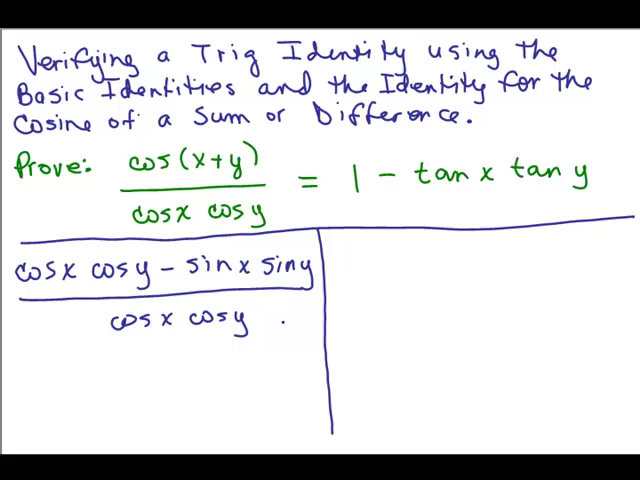 Verifying a Trig Identity using the
Basic Identities and the Identity for the
Cosine of a Sum or Difference.
Prove: cos(x+y) / cosx cosy = 1 - tan x tan y
cosx cosy - sinx siny
cosx cosy